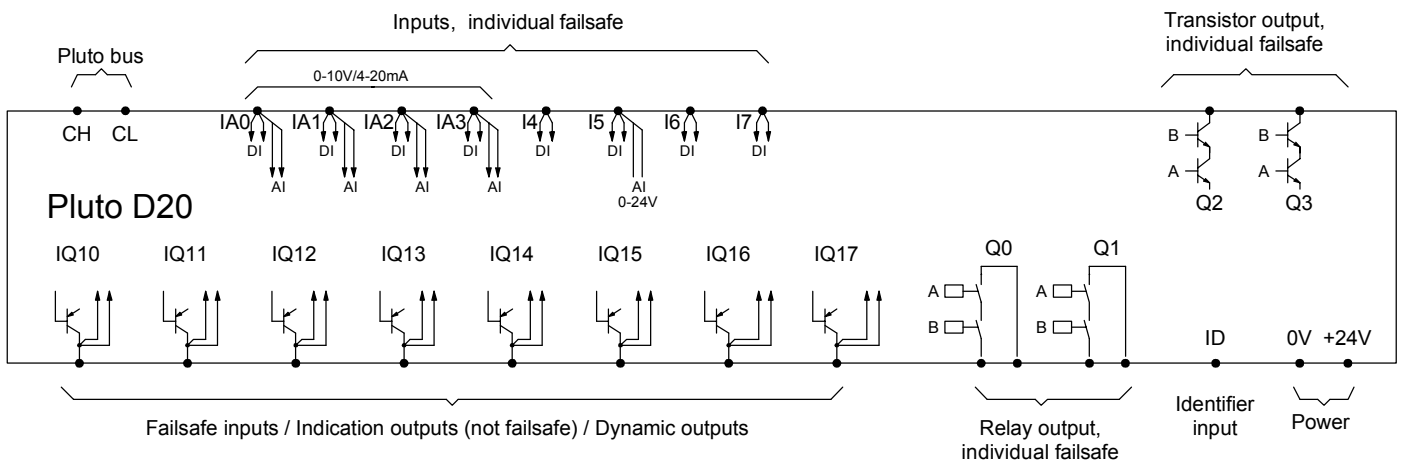 Inputs, individual failsafe
Transistor output,
individual failsafe
Pluto bus
0-10V/4-20mA
CH CL IA0 IA1 IA2 IA3 I4 I5 I6 I7
DI DI DI DI DI DI DI DI
B B
A A
AI AI AI AI AI
0-24V
Q2 Q3
Pluto D20
IQ10 IQ11 IQ12 IQ13 IQ14 IQ15 IQ16 IQ17 Q0 Q1
A A
B B
ID 0V +24V
Failsafe inputs / Indication outputs (not failsafe) / Dynamic outputs
Relay output,
individual failsafe
Identifier
input
Power